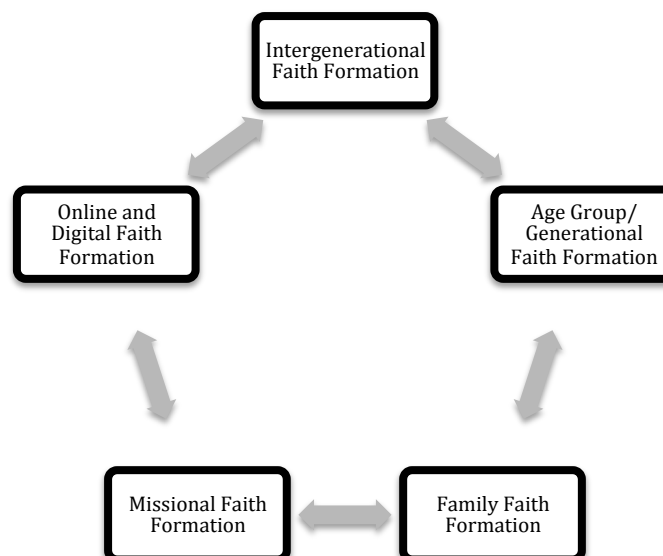 Intergenerational
Faith Formation
Online and
Digital Faith
Formation
Age Group/
Generational
Faith Formation
Missional Faith
Formation
Family Faith
Formation